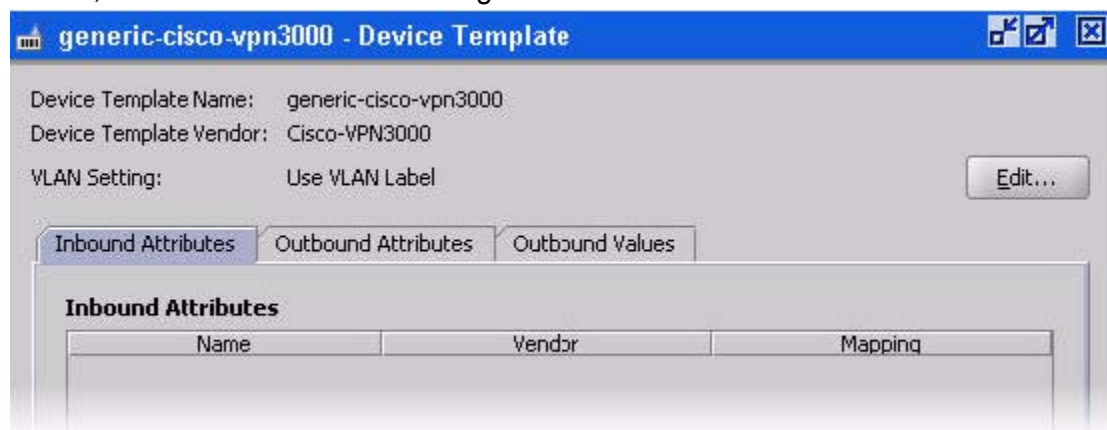 generic-cisco-vpn3000 - Device Template
Device Template Name: generic-cisco-vpn3000
Device Template Vendor: Cisco-VPN3000
VLAN Setting: Use VLAN Label
Edit...
Inbound Attributes Outbound Attributes Outbound Values
Inbound Attributes
Name Vendor Mapping